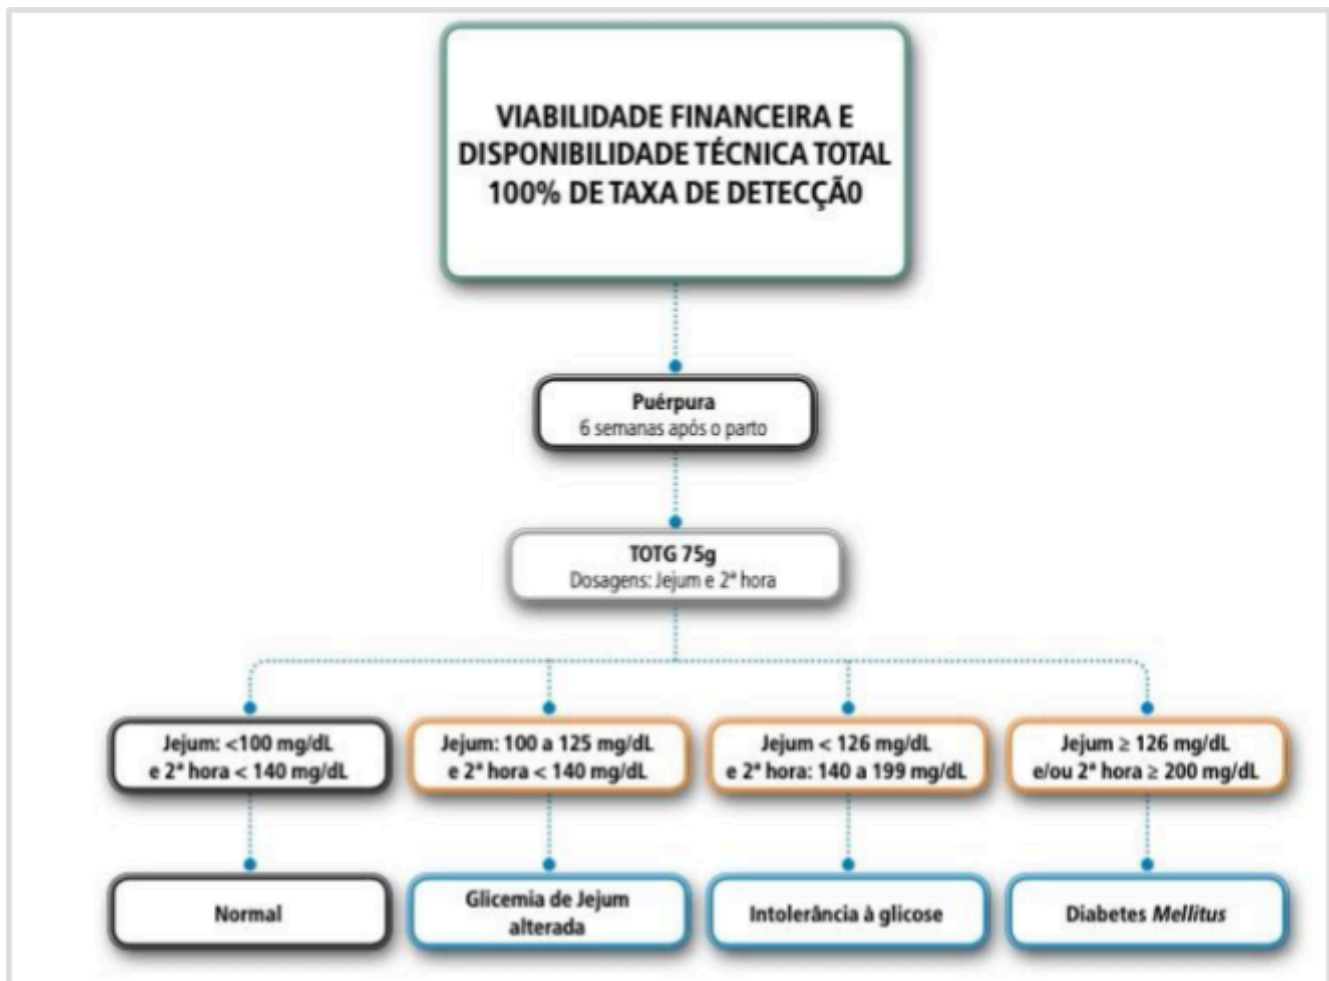 VIABILIDADE FINANCEIRA E
DISPONIBILIDADE TÉCNICA TOTAL
100% DE TAXA DE DETECÇÃ0
Puérpura
6 semanas após o parto
TOTG 75g
Dosagens: Jejum e 2ª hora
Jejum: <100 mg/dL
e 2ª hora < 140 mg/dL
Jejum: 100 a 125 mg/dL
e 2ª hora < 140 mg/dL
Jejum < 126 mg/dL
e 2ª hora: 140 a 199 mg/dL
Jejum ≥ 126 mg/dL
e/ou 2ª hora ≥ 200 mg/dL
Normal
Glicemia de Jejum
alterada
Intolerância à glicose
Diabetes Mellitus